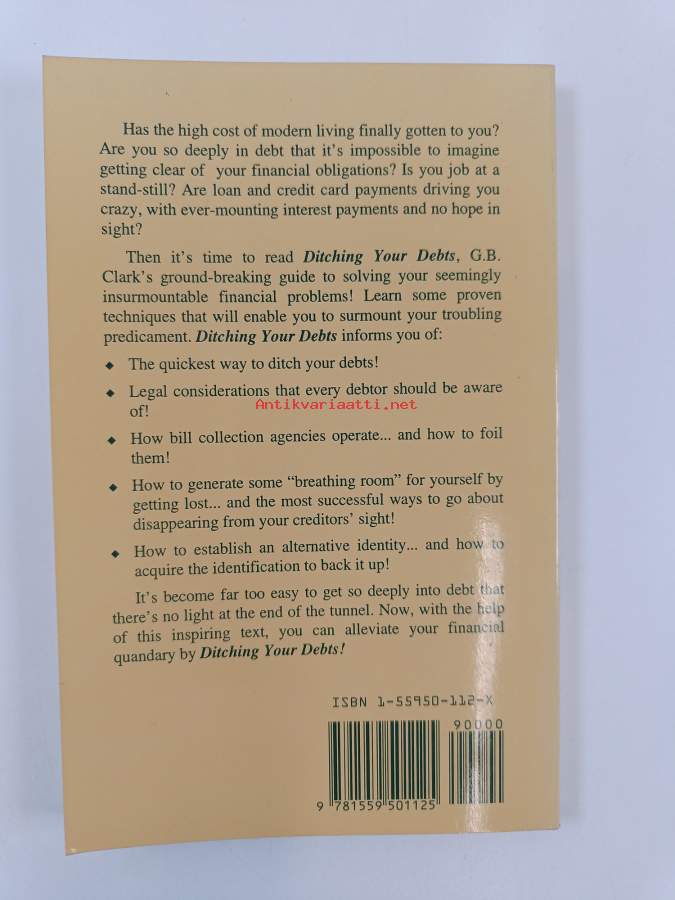 Has the high cost of modern living finally gotten to you?
Are you so deeply in debt that it's impossible to imagine
getting clear of your financial obligations? Is you job at a
stand-still? Are loan and credit card payments driving you
crazy, with ever-mounting interest payments and no hope in
sight?
Then it's time to read Ditching Your Debts, G.B.
Clark's ground-breaking guide to solving your seemingly
insurmountable financial problems! Learn some proven
techniques that will enable you to surmount your troubling
predicament. Ditching Your Debts informs you of:
◆ The quickest way to ditch your debts!
◆ Legal considerations that every debtor should be aware
of!
Antikvariaatti.net
◆ How bill collection agencies operate... and how to foil
them!
◆ How to generate some “breathing room” for yourself by
getting lost... and the most successful ways to go about
disappearing from your creditors' sight!
◆ How to establish an alternative identity... and how to
acquire the identification to back it up!
It's become far too easy to get so deeply into debt that
there's no light at the end of the tunnel. Now, with the help
of this inspiring text, you can alleviate your financial
quandary by Ditching Your Debts!
ISBN 1-55950-112-X
90000
9 781559 501125